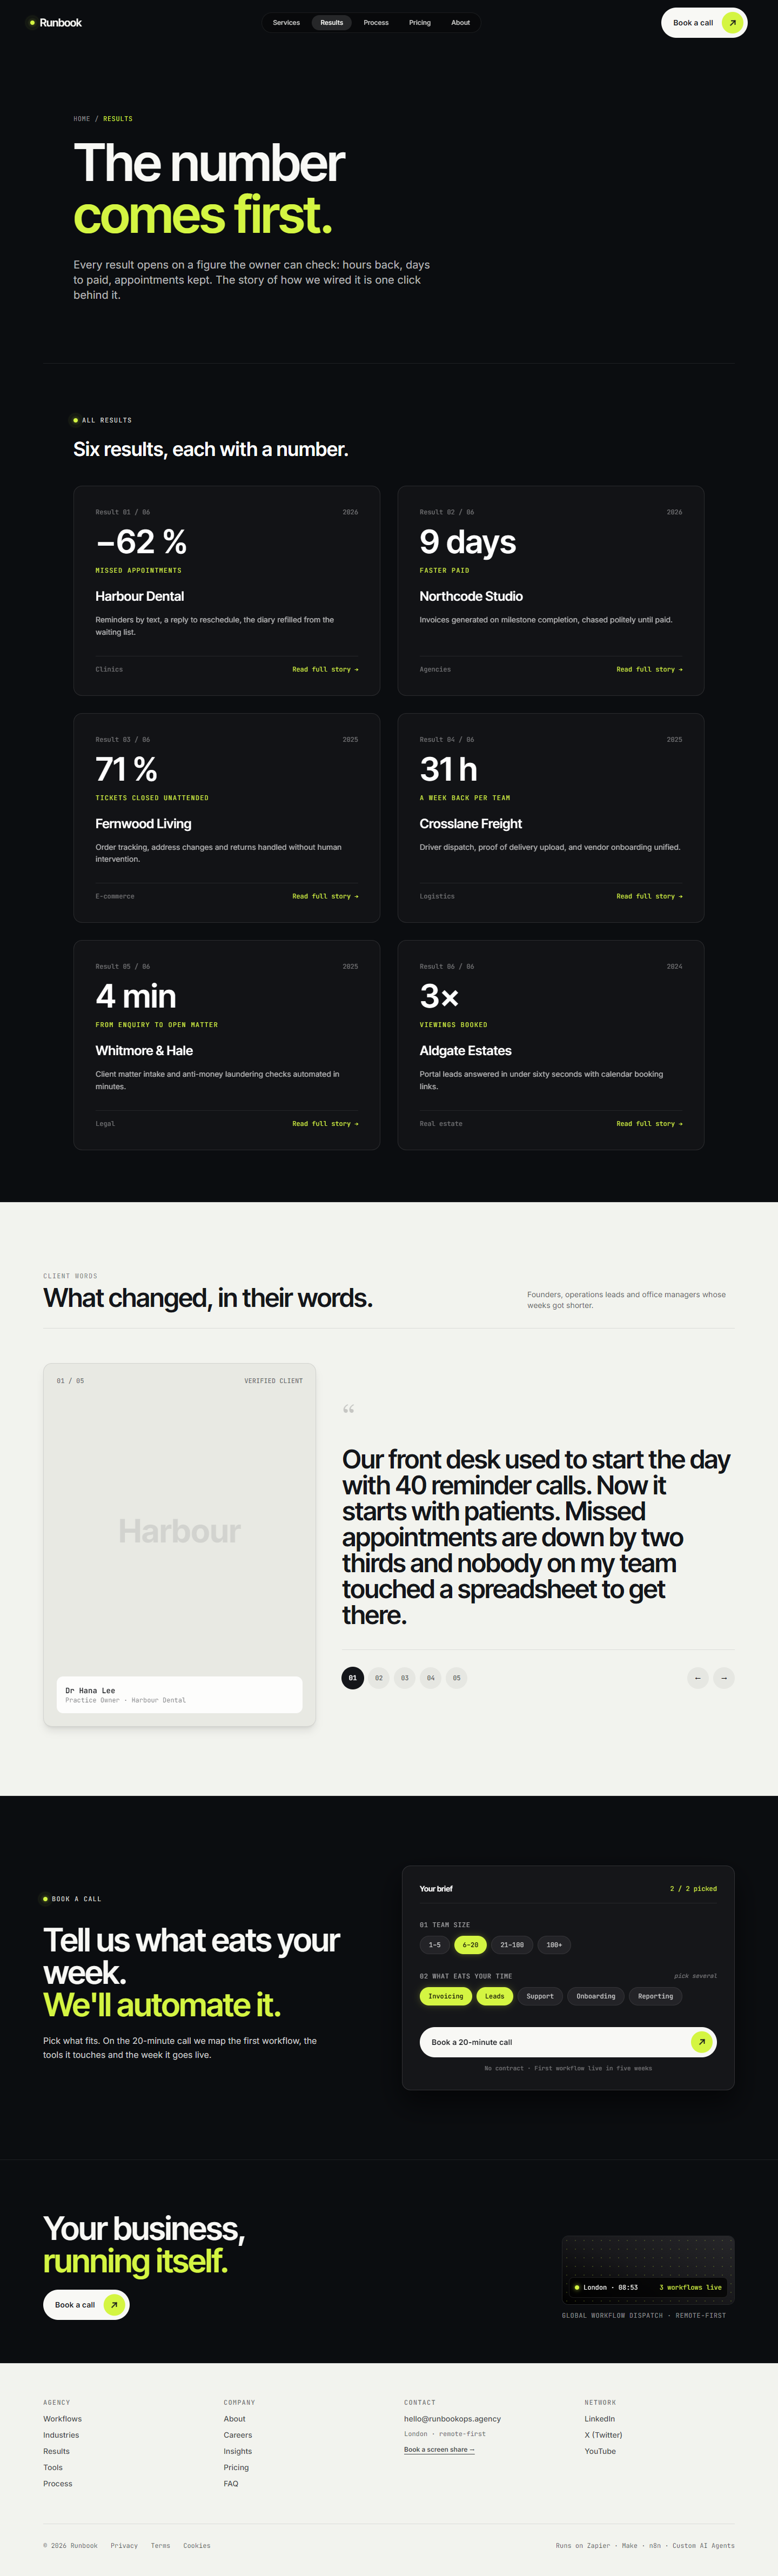 Runbook
Services Results Process Pricing About
Book a call
HOME / RESULTS
The number
comes first.
Every result opens on a figure the owner can check: hours back, days
to paid, appointments kept. The story of how we wired it is one click
behind it.
ALL RESULTS
Six results, each with a number.
Result 01 / 06 2026
−62 %
MISSED APPOINTMENTS
Harbour Dental
Reminders by text, a reply to reschedule, the diary refilled from the
waiting list.
Clinics Read full story →
Result 02 / 06 2026
9 days
FASTER PAID
Northcode Studio
Invoices generated on milestone completion, chased politely until paid.
Agencies Read full story →
Result 03 / 06 2025
71 %
TICKETS CLOSED UNATTENDED
Fernwood Living
Order tracking, address changes and returns handled without human
intervention.
E-commerce Read full story →
Result 04 / 06 2025
31 h
A WEEK BACK PER TEAM
Crosslane Freight
Driver dispatch, proof of delivery upload, and vendor onboarding unified.
Logistics Read full story →
Result 05 / 06 2025
4 min
FROM ENQUIRY TO OPEN MATTER
Whitmore & Hale
Client matter intake and anti-money laundering checks automated in
minutes.
Legal Read full story →
Result 06 / 06 2024
3×
VIEWINGS BOOKED
Aldgate Estates
Portal leads answered in under sixty seconds with calendar booking
links.
Real estate Read full story →
CLIENT WORDS
What changed, in their words.
Founders, operations leads and office managers whose
weeks got shorter.
01 / 05 VERIFIED CLIENT
Harbour
Dr Hana Lee
Practice Owner · Harbour Dental
“
Our front desk used to start the day
with 40 reminder calls. Now it
starts with patients. Missed
appointments are down by two
thirds and nobody on my team
touched a spreadsheet to get
there.
01 02 03 04 05 ← →
BOOK A CALL
Tell us what eats your
week.
We'll automate it.
Pick what fits. On the 20-minute call we map the first workflow, the
tools it touches and the week it goes live.
Your brief 2 / 2 picked
01 TEAM SIZE
1–5 6–20 21–100 100+
02 WHAT EATS YOUR TIME pick several
Invoicing Leads Support Onboarding Reporting
Book a 20-minute call
No contract · First workflow live in five weeks
Your business,
running itself.
Book a call
London · 08:53 3 workflows live
GLOBAL WORKFLOW DISPATCH · REMOTE-FIRST
AGENCY
Workflows
Industries
Results
Tools
Process
COMPANY
About
Careers
Insights
Pricing
FAQ
CONTACT
hello@runbookops.agency
London · remote-first
Book a screen share →
NETWORK
LinkedIn
X (Twitter)
YouTube
© 2026 Runbook Privacy Terms Cookies
Runs on Zapier · Make · n8n · Custom AI Agents